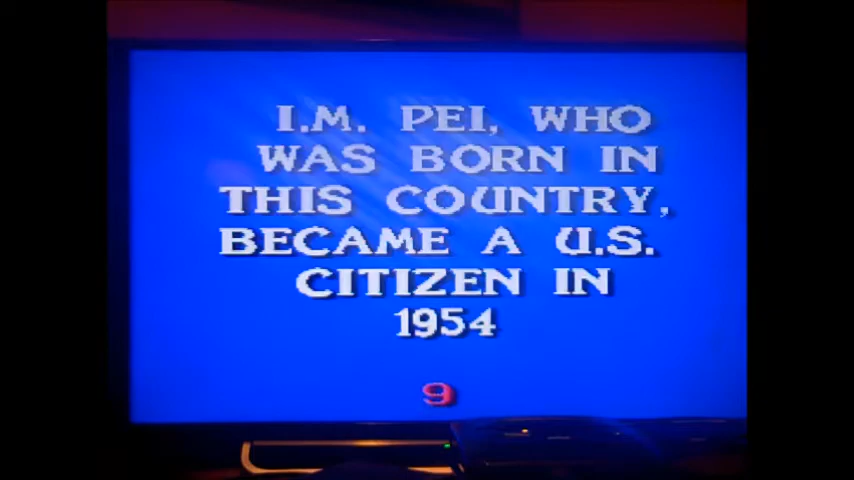 I.M. PEI, WHO
WAS BORN IN
THIS COUNTRY,
BECAME A U.S.
CITIZEN IN
1954
9